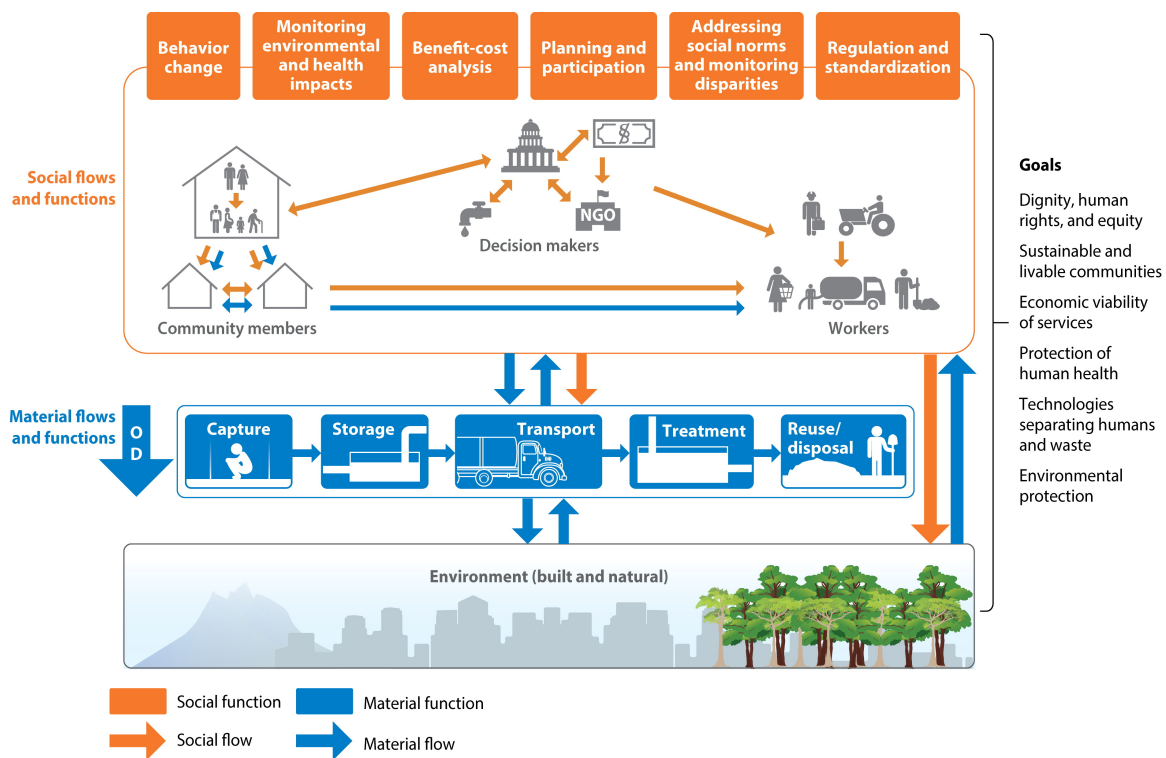 Behavior
change
Monitoring
environmental
and health
impacts
Benefit-cost
analysis
Planning and
participation
Addressing
social norms
and monitoring
disparities
Regulation and
standardization
Social flows
and functions
NGO
Decision makers
Community members
Workers
Goals
Dignity, human
rights, and equity
Sustainable and
livable communities
Economic viability
of services
Protection of
human health
Technologies
separating humans
and waste
Environmental
protection
Material flows
and functions
O
D
Capture
Storage
Transport
Treatment
Reuse/
disposal
Environment (built and natural)
Social function
Material function
Social flow
Material flow